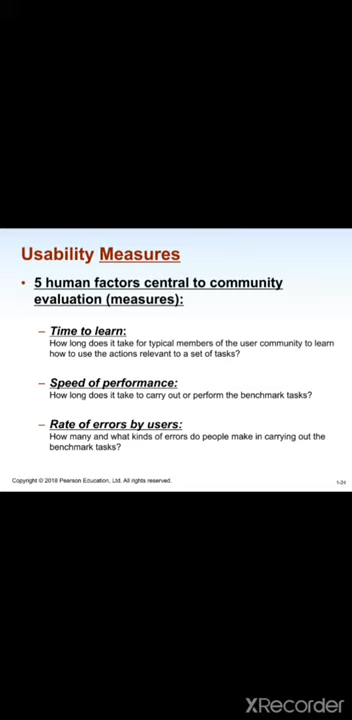 Usability Measures
• 5 human factors central to community
evaluation (measures):
– Time to learn:
How long does it take for typical members of the user community to learn
how to use the actions relevant to a set of tasks?
– Speed of performance:
How long does it take to carry out or perform the benchmark tasks?
– Rate of errors by users:
How many and what kinds of errors do people make in carrying out the
benchmark tasks?
Copyright © 2018 Pearson Education, Ltd. All rights reserved.
1-24
XRecorder